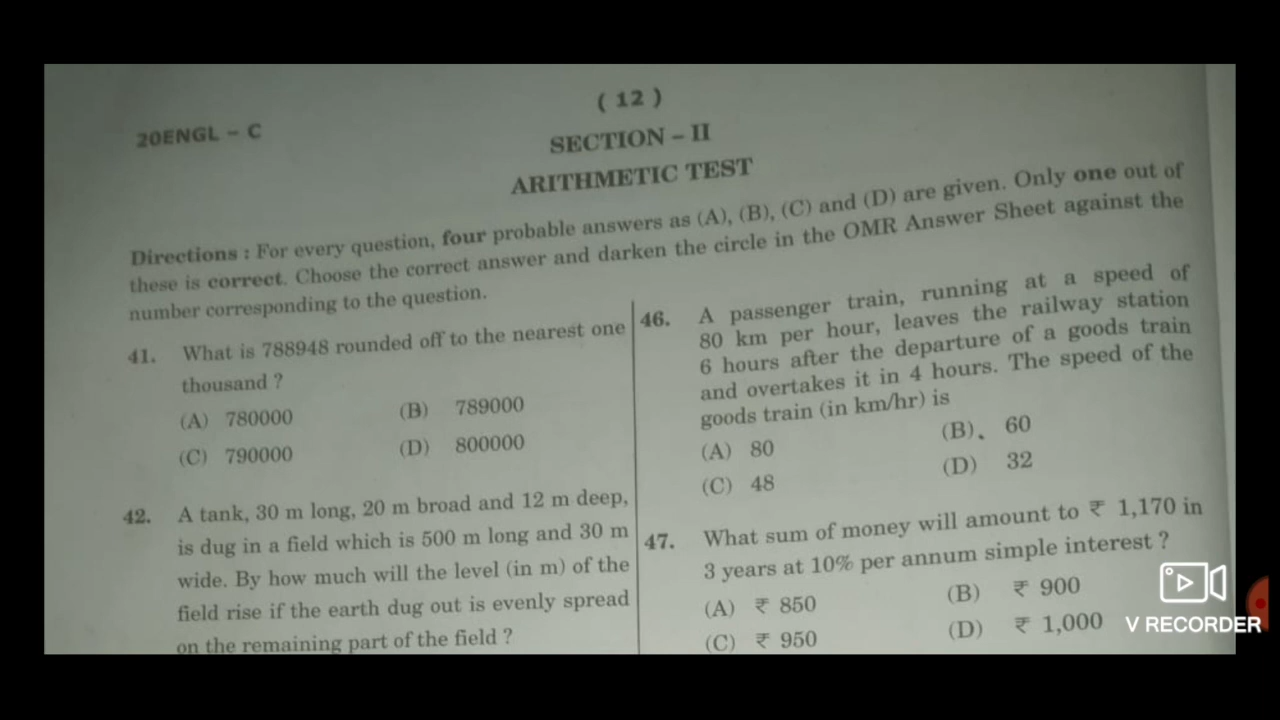 ( 12 )
20ENGL – C
SECTION – II
ARITHMETIC TEST
Directions : For every question, four probable answers as (A), (B), (C) and (D) are given. Only one out of
these is correct. Choose the correct answer and darken the circle in the OMR Answer Sheet against the
number corresponding to the question.
41. What is 788948 rounded off to the nearest one
thousand ?
(A) 780000 (B) 789000
(C) 790000 (D) 800000
42. A tank, 30 m long, 20 m broad and 12 m deep,
is dug in a field which is 500 m long and 30 m
wide. By how much will the level (in m) of the
field rise if the earth dug out is evenly spread
on the remaining part of the field ?
46. A passenger train, running at a speed of
80 km per hour, leaves the railway station
6 hours after the departure of a goods train
and overtakes it in 4 hours. The speed of the
goods train (in km/hr) is
(A) 80 (B) 60
(C) 48 (D) 32
47. What sum of money will amount to ₹ 1,170 in
3 years at 10% per annum simple interest ?
(A) ₹ 850 (B) ₹ 900
(C) ₹ 950 (D) ₹ 1,000
V RECORDER